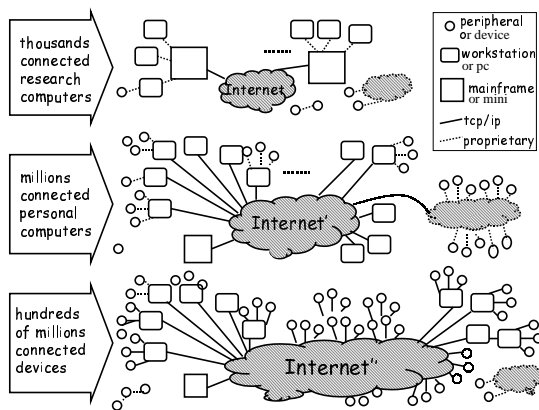 thousands
connected
research
computers
Internet
peripheral
or device
workstation
or pc
mainframe
or mini
tcp/ip
proprietary
millions
connected
personal
computers
Internet'
hundreds
of millions
connected
devices
Internet''